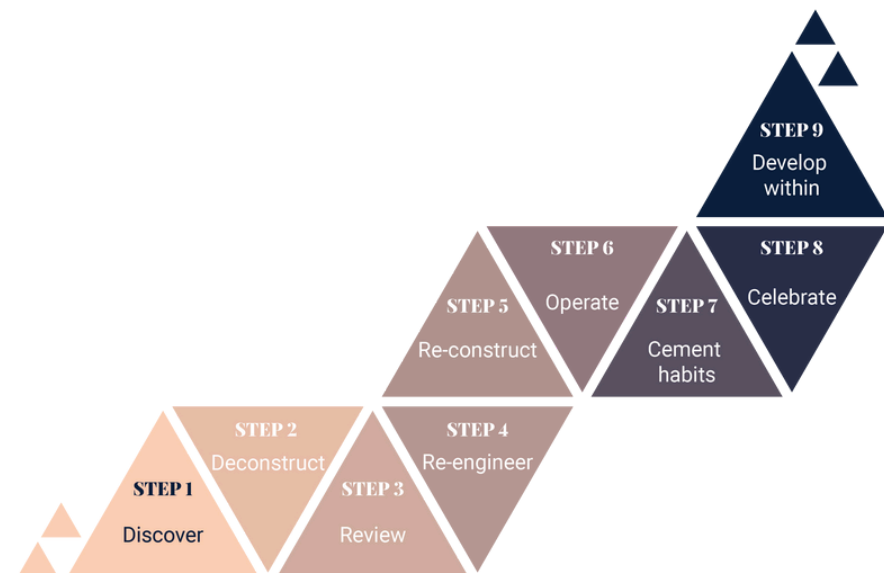 STEP 1
Discover
STEP 2
Deconstruct
STEP 3
Review
STEP 4
Re-engineer
STEP 5
Re-construct
STEP 6
Operate
STEP 7
Cement
habits
STEP 8
Celebrate
STEP 9
Develop
within